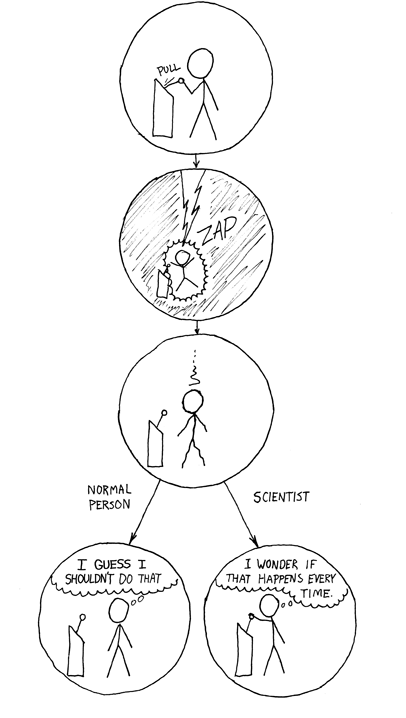 PULL
ZAP
NORMAL
PERSON
SCIENTIST
I GUESS I
SHOULDN'T DO THAT
I WONDER IF
THAT HAPPENS EVERY
TIME.